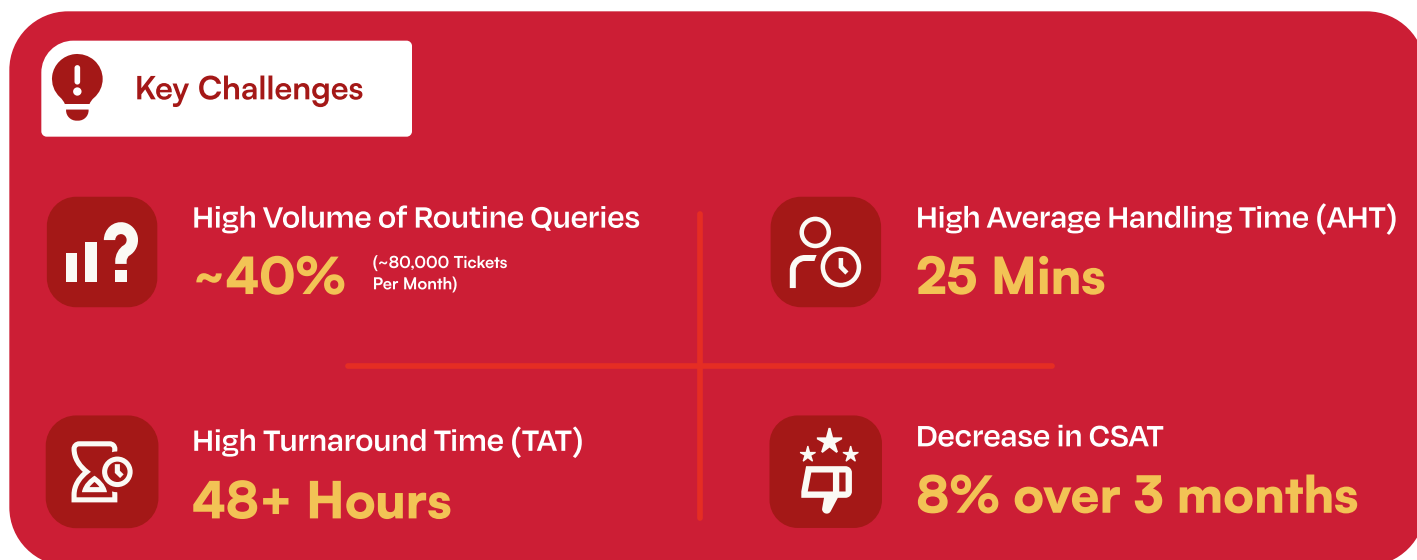 Key Challenges
High Volume of Routine Queries
~40%
(~80,000 Tickets
Per Month)
High Average Handling Time (AHT)
25 Mins
High Turnaround Time (TAT)
48+ Hours
Decrease in CSAT
8% over 3 months